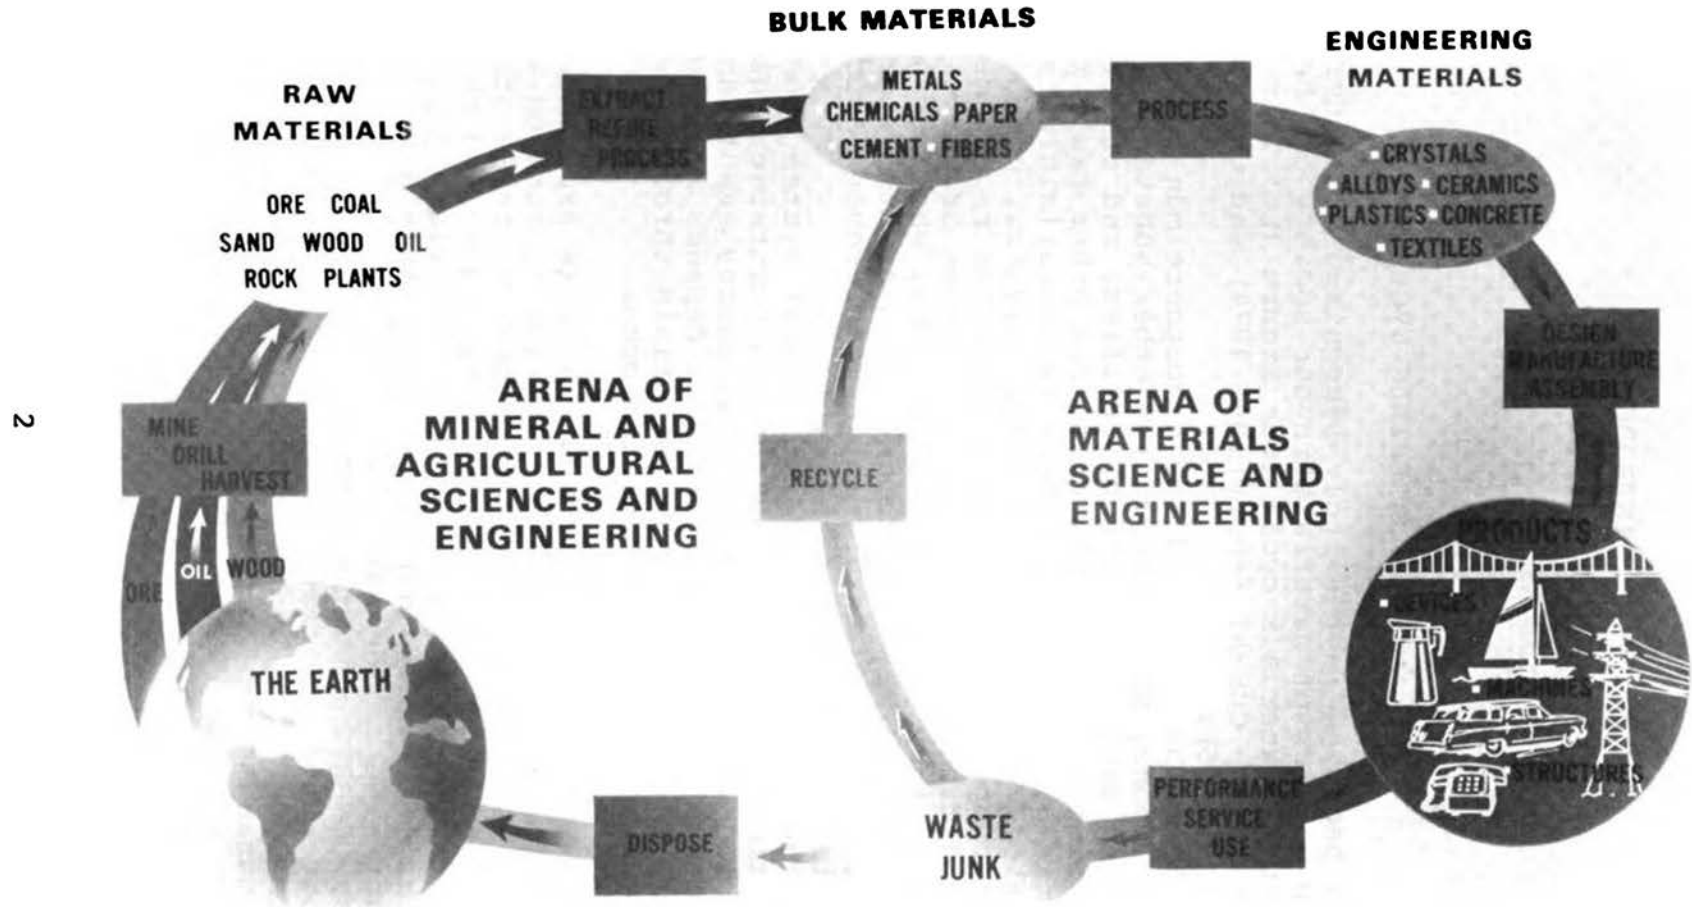 BULK MATERIALS
ENGINEERING
MATERIALS
RAW
MATERIALS
EXTRACT
REFINE
PROCESS
METALS
CHEMICALS PAPER
CEMENT FIBERS
PROCESS
CRYSTALS
ALLOYS CERAMICS
PLASTICS CONCRETE
TEXTILES
ORE COAL
SAND WOOD OIL
ROCK PLANTS
DESIGN
MANUFACTURE
ASSEMBLY
ARENA OF
MINERAL AND
AGRICULTURAL
SCIENCES AND
ENGINEERING
ARENA OF
MATERIALS
SCIENCE AND
ENGINEERING
2
MINE
DRILL
HARVEST
RECYCLE
PRODUCTS
ORE
OIL
WOOD
DEVICES
THE EARTH
MACHINES
STRUCTURES
PERFORMANCE
SERVICE
USE
WASTE
JUNK
DISPOSE